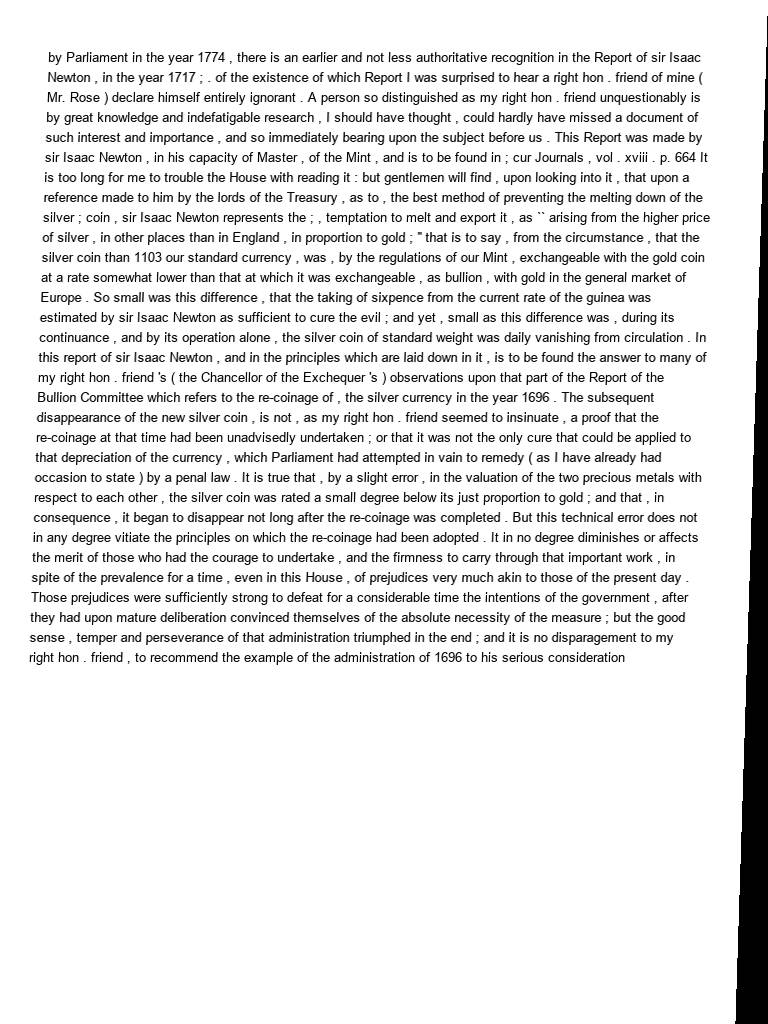 by Parliament in the year 1774 , there is an earlier and not less authoritative recognition in the Report of sir Isaac
Newton , in the year 1717 ; . of the existence of which Report I was surprised to hear a right hon . friend of mine (
Mr. Rose ) declare himself entirely ignorant . A person so distinguished as my right hon . friend unquestionably is
by great knowledge and indefatigable research , I should have thought , could hardly have missed a document of
such interest and importance , and so immediately bearing upon the subject before us . This Report was made by
sir Isaac Newton , in his capacity of Master , of the Mint , and is to be found in ; cur Journals , vol . xviii . p. 664 It
is too long for me to trouble the House with reading it : but gentlemen will find , upon looking into it , that upon a
reference made to him by the lords of the Treasury , as to , the best method of preventing the melting down of the
silver ; coin , sir Isaac Newton represents the ; , temptation to melt and export it , as `` arising from the higher price
of silver , in other places than in England , in proportion to gold ; " that is to say , from the circumstance , that the
silver coin than 1103 our standard currency , was , by the regulations of our Mint , exchangeable with the gold coin
at a rate somewhat lower than that at which it was exchangeable , as bullion , with gold in the general market of
Europe . So small was this difference , that the taking of sixpence from the current rate of the guinea was
estimated by sir Isaac Newton as sufficient to cure the evil ; and yet , small as this difference was , during its
continuance , and by its operation alone , the silver coin of standard weight was daily vanishing from circulation . In
this report of sir Isaac Newton , and in the principles which are laid down in it , is to be found the answer to many of
my right hon . friend 's ( the Chancellor of the Exchequer 's ) observations upon that part of the Report of the
Bullion Committee which refers to the re-coinage of , the silver currency in the year 1696 . The subsequent
disappearance of the new silver coin , is not , as my right hon . friend seemed to insinuate , a proof that the
re-coinage at that time had been unadvisedly undertaken ; or that it was not the only cure that could be applied to
that depreciation of the currency , which Parliament had attempted in vain to remedy ( as I have already had
occasion to state ) by a penal law . It is true that , by a slight error , in the valuation of the two precious metals with
respect to each other , the silver coin was rated a small degree below its just proportion to gold ; and that , in
consequence , it began to disappear not long after the re-coinage was completed . But this technical error does not
in any degree vitiate the principles on which the re-coinage had been adopted . It in no degree diminishes or affects
the merit of those who had the courage to undertake , and the firmness to carry through that important work , in
spite of the prevalence for a time , even in this House , of prejudices very much akin to those of the present day .
Those prejudices were sufficiently strong to defeat for a considerable time the intentions of the government , after
they had upon mature deliberation convinced themselves of the absolute necessity of the measure ; but the good
sense , temper and perseverance of that administration triumphed in the end ; and it is no disparagement to my
right hon . friend , to recommend the example of the administration of 1696 to his serious consideration